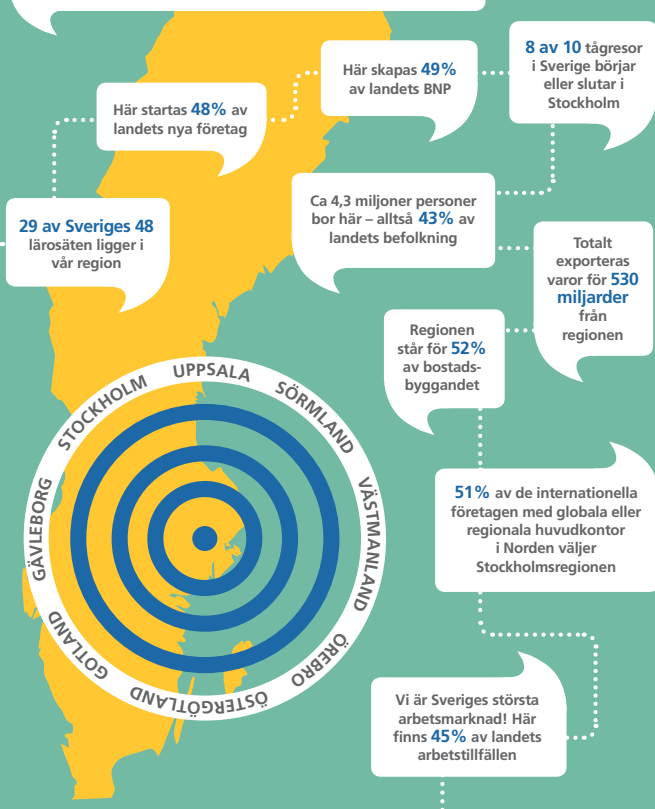 8 av 10 tågresor
i Sverige börjar
eller slutar i
Stockholm
Här skapas 49%
av landets BNP
Här startas 48% av
landets nya företag
29 av Sveriges 48
lärosäten ligger i
vår region
Ca 4,3 miljoner personer
bor här – alltså 43% av
landets befolkning
Totalt
exporteras
varor för 530
miljarder
från
regionen
Regionen
står för 52%
av bostads-
byggandet
STOCKHOLM
UPPSALA
SÖRMLAND
VÄSTMANLAND
ÖREBRO
ÖSTERGÖTLAND
GOTLAND
GÄVLEBORG
51% av de internationella
företagen med globala eller
regionala huvudkontor
i Norden väljer
Stockholmsregionen
Vi är Sveriges största
arbetsmarknad! Här
finns 45% av landets
arbetstillfällen